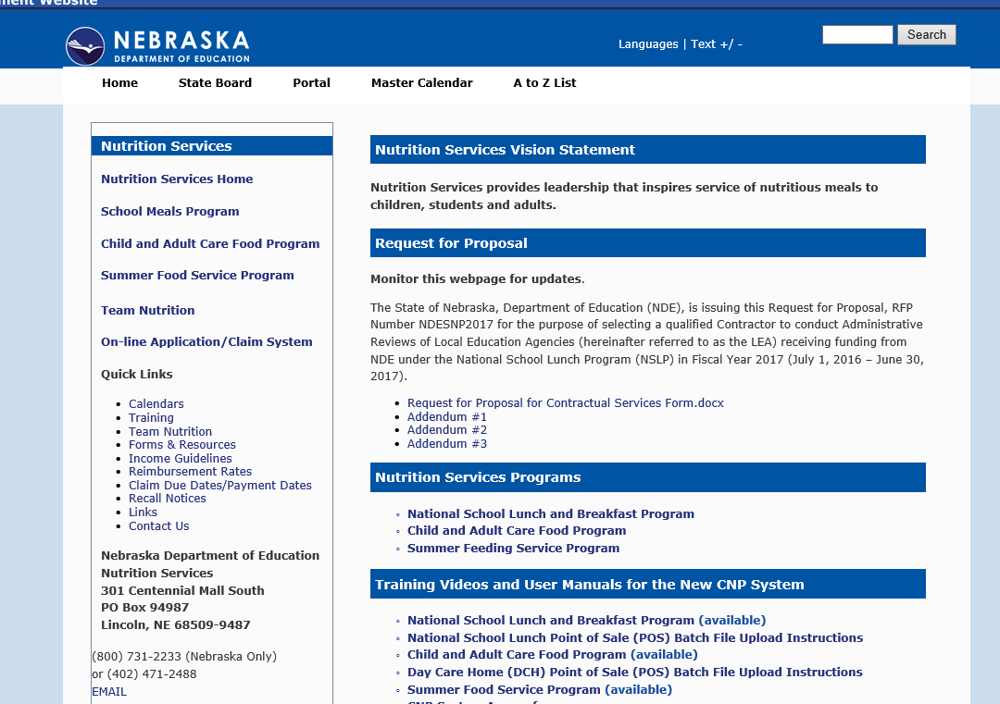 ment Website
NEBRASKA
DEPARTMENT OF EDUCATION
Languages | Text +/ -
Search
Home State Board Portal Master Calendar A to Z List
Nutrition Services
Nutrition Services Home
School Meals Program
Child and Adult Care Food Program
Summer Food Service Program
Team Nutrition
On-line Application/Claim System
Quick Links
Calendars
Training
Team Nutrition
Forms & Resources
Income Guidelines
Reimbursement Rates
Claim Due Dates/Payment Dates
Recall Notices
Links
Contact Us
Nebraska Department of Education
Nutrition Services
301 Centennial Mall South
PO Box 94987
Lincoln, NE 68509-9487
(800) 731-2233 (Nebraska Only)
or (402) 471-2488
EMAIL
Nutrition Services Vision Statement
Nutrition Services provides leadership that inspires service of nutritious meals to
children, students and adults.
Request for Proposal
Monitor this webpage for updates.
The State of Nebraska, Department of Education (NDE), is issuing this Request for Proposal, RFP
Number NDESNP2017 for the purpose of selecting a qualified Contractor to conduct Administrative
Reviews of Local Education Agencies (hereinafter referred to as the LEA) receiving funding from
NDE under the National School Lunch Program (NSLP) in Fiscal Year 2017 (July 1, 2016 – June 30,
2017).
Request for Proposal for Contractual Services Form.docx
Addendum #1
Addendum #2
Addendum #3
Nutrition Services Programs
National School Lunch and Breakfast Program
Child and Adult Care Food Program
Summer Feeding Service Program
Training Videos and User Manuals for the New CNP System
National School Lunch and Breakfast Program (available)
National School Lunch Point of Sale (POS) Batch File Upload Instructions
Child and Adult Care Food Program (available)
Day Care Home (DCH) Point of Sale (POS) Batch File Upload Instructions
Summer Food Service Program (available)